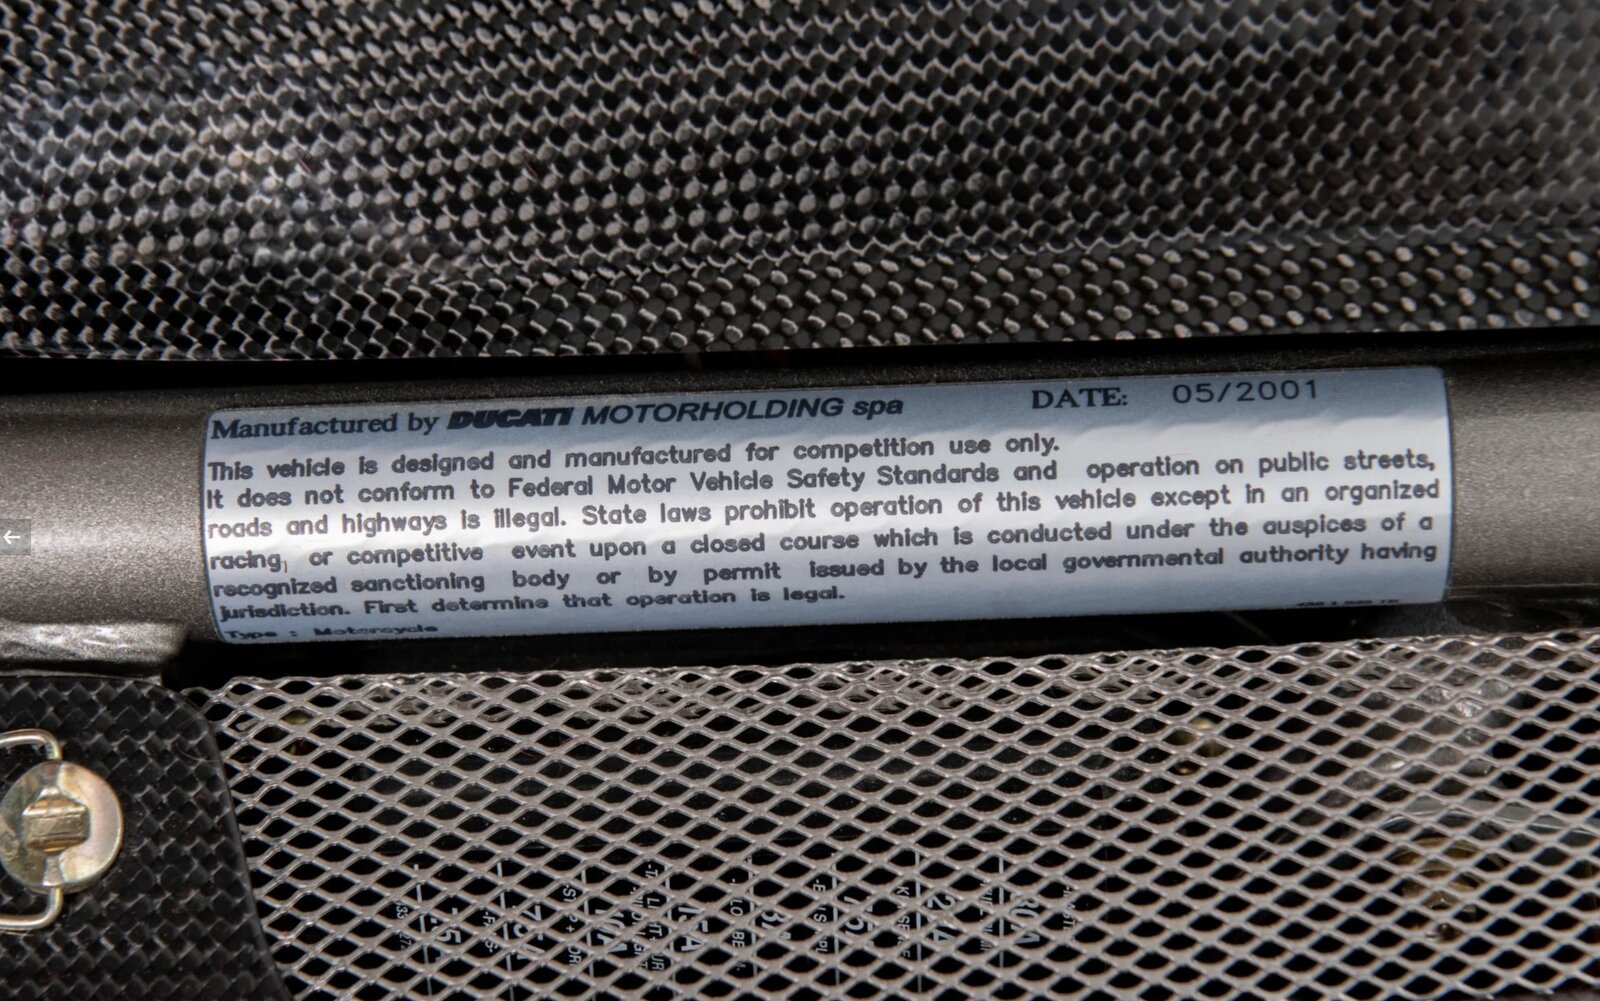 Manufactured by DUCATI MOTORHOLDING spa DATE: 05/2001
This vehicle is designed and manufactured for competition use only.
It does not conform to Federal Motor Vehicle Safety Standards and operation on public streets,
roads and highways is illegal. State laws prohibit operation of this vehicle except in an organized
racing, or competitive event upon a closed course which is conducted under the auspices of a
recognized sanctioning body or by permit issued by the local governmental authority having
jurisdiction. First determine that operation is legal.
Type : Motorcycle